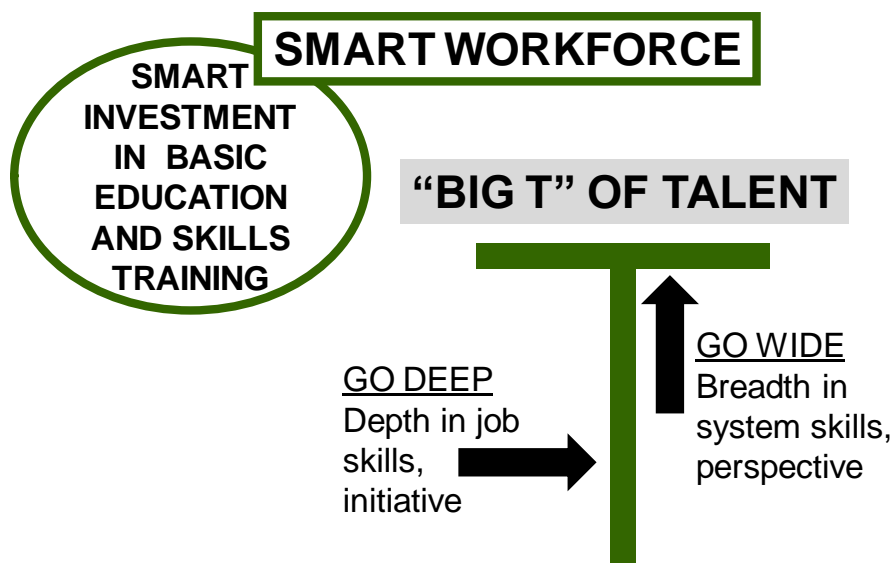 SMART WORKFORCE
SMART
INVESTMENT
IN BASIC
EDUCATION
AND SKILLS
TRAINING
“BIG T” OF TALENT
GO DEEP
Depth in job
skills,
initiative
GO WIDE
Breadth in
system skills,
perspective